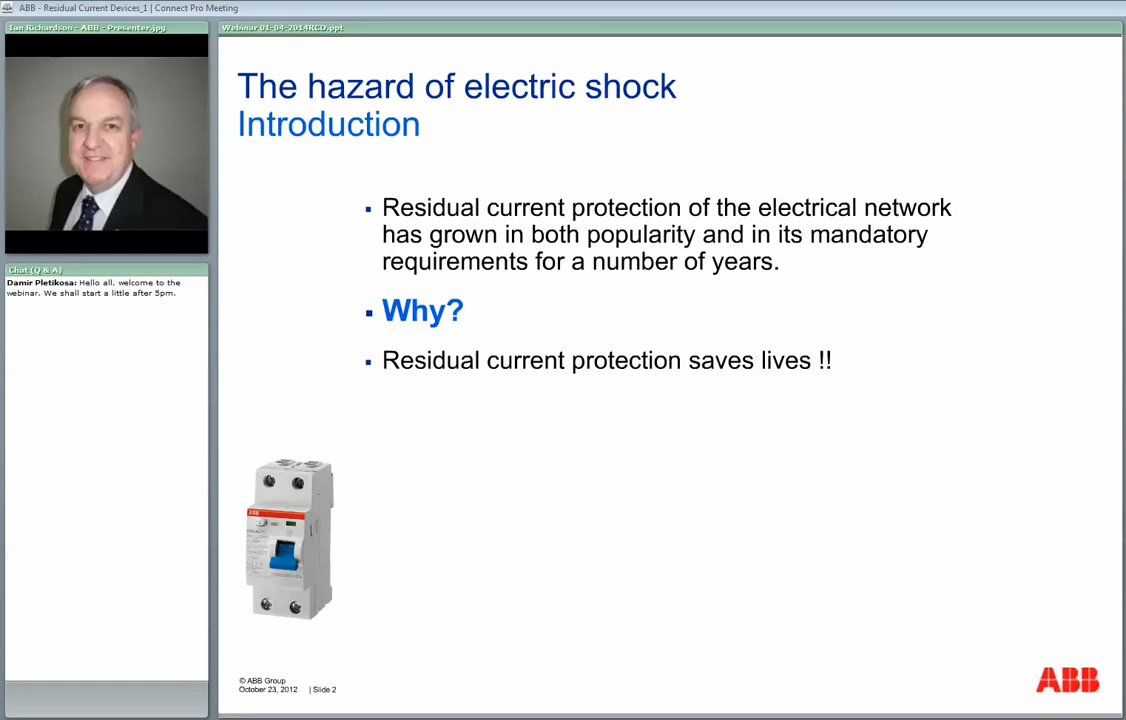 ABB - Residual Current Devices_1 | Connect Pro Meeting
Ian Richardson - ABB - Presenter.jpg
Webinar 01-04-2014RCD.ppt
The hazard of electric shock
Introduction
▪ Residual current protection of the electrical network
has grown in both popularity and in its mandatory
requirements for a number of years.
▪ Why?
▪ Residual current protection saves lives !!
Chat (Q & A)
Damir Pletikosa: Hello all, welcome to the
webinar. We shall start a little after 5pm.
ABB
© ABB Group
October 23, 2012 | Slide 2
ABB